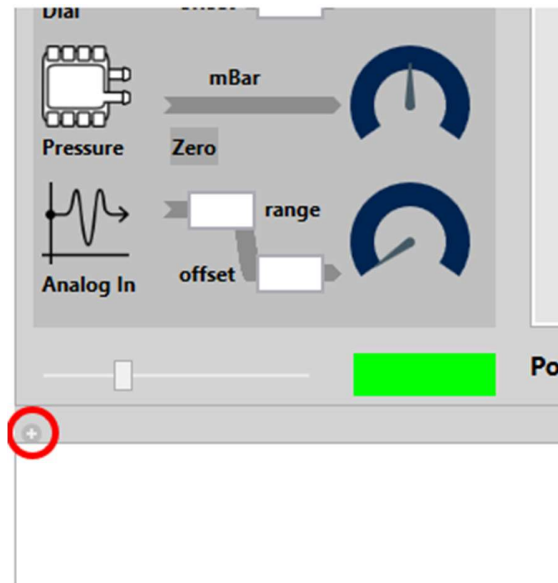 Dial
offset
mBar
Pressure
Zero
range
Analog In
offset
Po